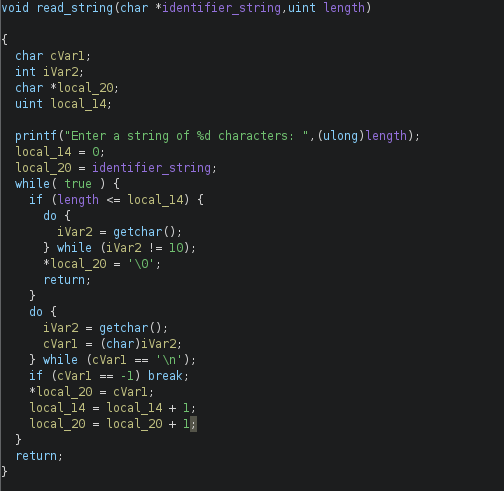 void read_string(char *identifier_string,uint length)
{
  char cVar1;
  int iVar2;
  char *local_20;
  uint local_14;
  printf("Enter a string of %d characters: ",(ulong)length);
  local_14 = 0;
  local_20 = identifier_string;
  while( true ) {
    if (length <= local_14) {
      do {
        iVar2 = getchar();
      } while (iVar2 != 10);
      *local_20 = '\0';
      return;
    }
    do {
      iVar2 = getchar();
      cVar1 = (char)iVar2;
    } while (cVar1 == '\n');
    if (cVar1 == -1) break;
    *local_20 = cVar1;
    local_14 = local_14 + 1;
    local_20 = local_20 + 1;
  }
  return;
}